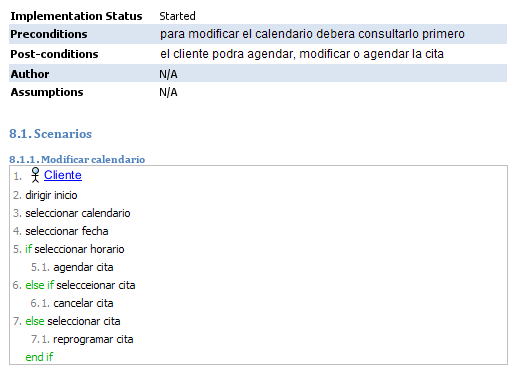 Implementation Status Started
Preconditions para modificar el calendario debera consultarlo primero
Post-conditions el cliente podra agendar, modificar o agendar la cita
Author N/A
Assumptions N/A
8.1. Scenarios
8.1.1. Modificar calendario
1. Cliente
2. dirigir inicio
3. seleccionar calendario
4. seleccionar fecha
5. if seleccionar horario
5.1. agendar cita
6. else if selecceionar cita
6.1. cancelar cita
7. else seleccionar cita
7.1. reprogramar cita
end if